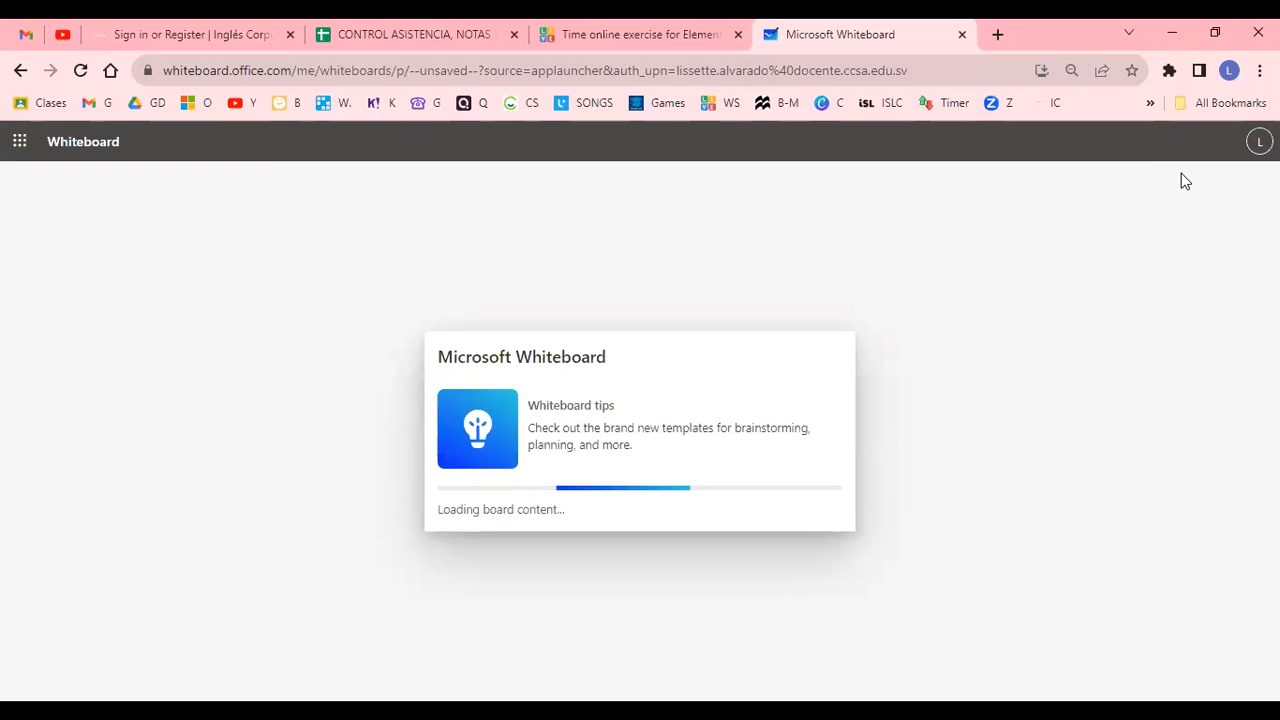 Sign in or Register | Inglés Corpu
CONTROL ASISTENCIA, NOTAS
Time online exercise for Element
Microsoft Whiteboard
whiteboard.office.com/me/whiteboards/p/--unsaved--?source=applauncher&auth_upn=lissette.alvarado%40docente.ccsa.edu.sv
L
Clases G GD O Y B W. K! K G Q CS SONGS Games WS B-M C iSL ISLC Timer Z IC » All Bookmarks
Whiteboard
L
Microsoft Whiteboard
Whiteboard tips
Check out the brand new templates for brainstorming,
planning, and more.
Loading board content...